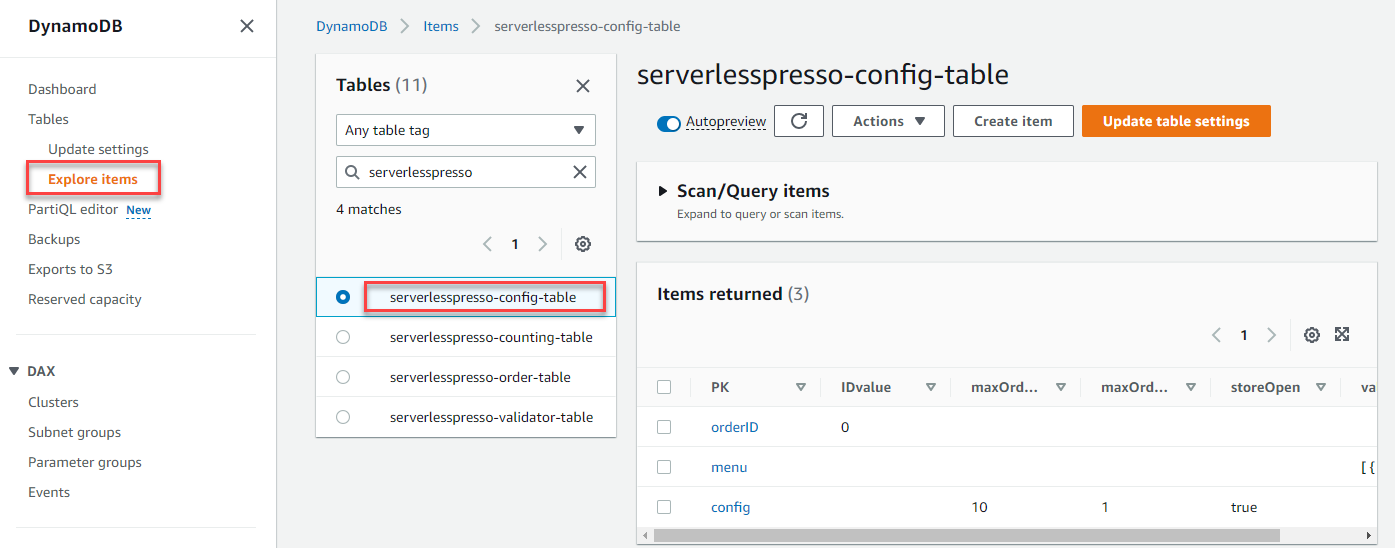 DynamoDB
Dashboard
Tables
Update settings
Explore items
PartiQL editor New
Backups
Exports to S3
Reserved capacity
DAX
Clusters
Subnet groups
Parameter groups
Events
DynamoDB Items serverlesspresso-config-table
Tables (11)
Any table tag
serverlesspresso
4 matches
1
serverlesspresso-config-table
serverlesspresso-counting-table
serverlesspresso-order-table
serverlesspresso-validator-table
serverlesspresso-config-table
Autopreview Actions Create item Update table settings
Scan/Query items
Expand to query or scan items.
Items returned (3)
1
PK IDvalue maxOrd... maxOrd... storeOpen va
orderID 0
menu [ {
config 10 1 true